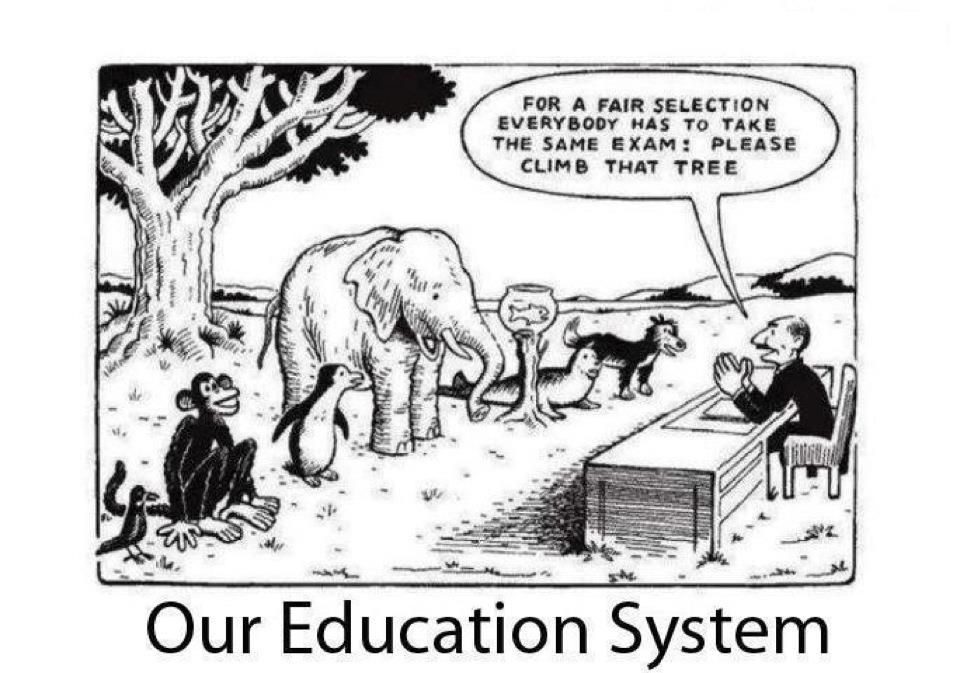 FOR A FAIR SELECTION
EVERYBODY HAS TO TAKE
THE SAME EXAM: PLEASE
CLIMB THAT TREE
Our Education System